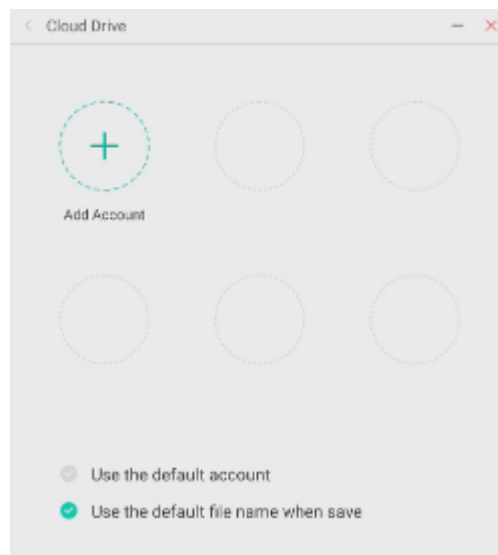 Cloud Drive
Add Account
Use the default account
Use the default file name when save